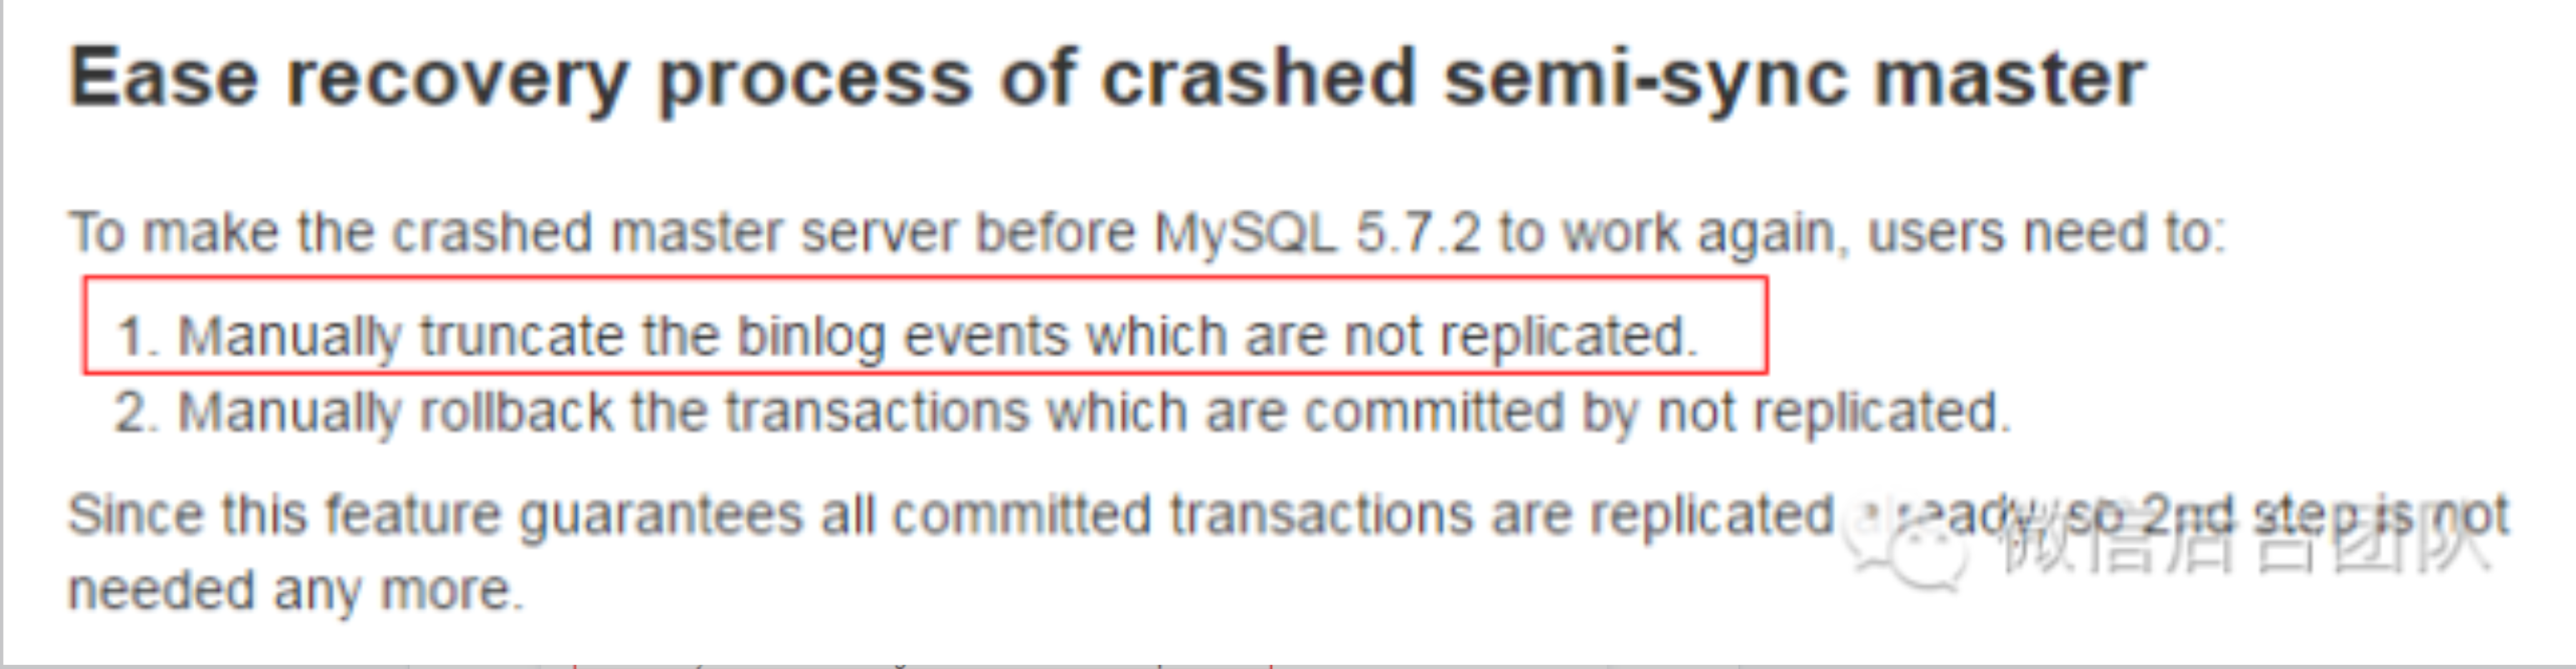 Ease recovery process of crashed semi-sync master
To make the crashed master server before MySQL 5.7.2 to work again, users need to:
1. Manually truncate the binlog events which are not replicated.
2. Manually rollback the transactions which are committed by not replicated.
Since this feature guarantees all committed transactions are replicated already, so 2nd step is not
needed any more.
微信后台团队